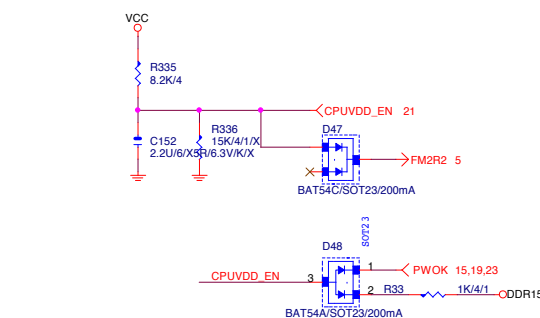 VCC
R335
8.2K/4
CPUVDD_EN 21
C152
2.2U/6/X5R/6.3V/K/X
R336
15K/4/1/X
D47
FM2R2 5
BAT54C/SOT23/200mA
SOT23
D48
CPUVDD_EN
3
1
PWOK 15,19,23
2
R33
1K/4/1
DDR15
BAT54A/SOT23/200mA